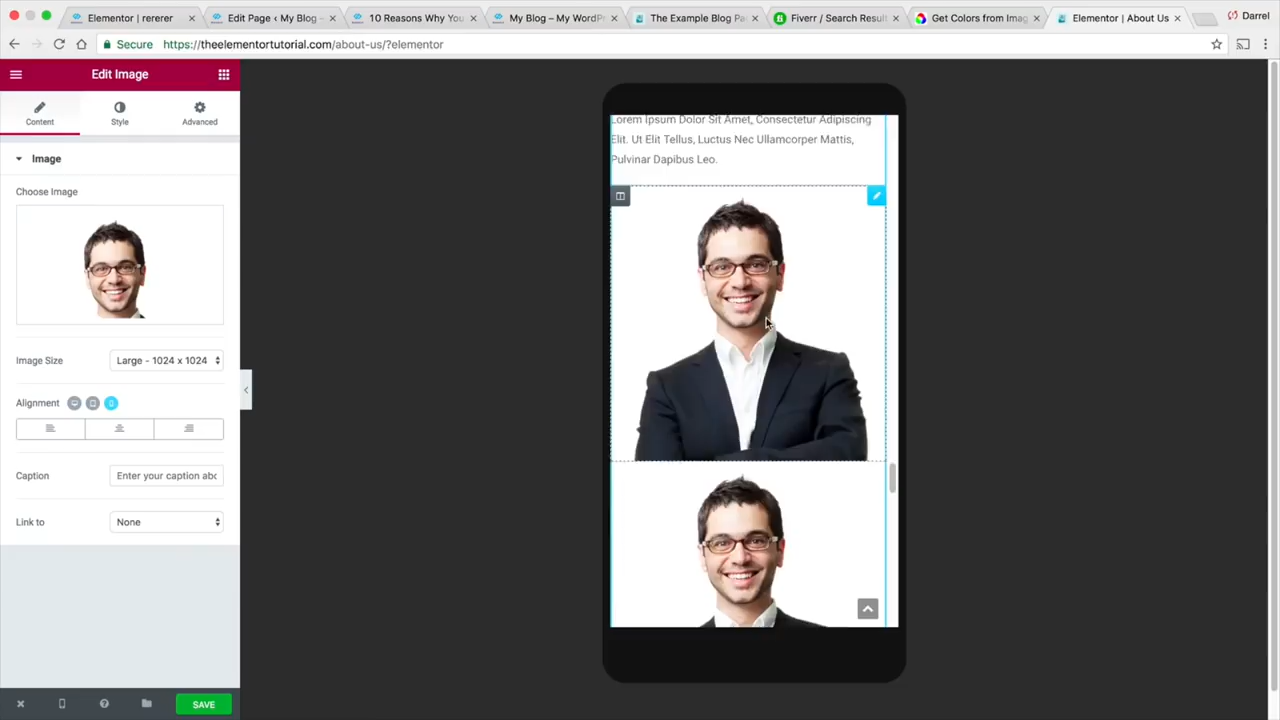 Elementor | rererer
Edit Page ‹ My Blog –
10 Reasons Why You
My Blog – My WordP
The Example Blog Pa
Fiverr / Search Result
Get Colors from Imag
Elementor | About Us
Darrel
Secure
https://theelementortutorial.com/about-us/?elementor
Edit Image
Content
Style
Advanced
Image
Choose Image
Image Size
Large - 1024 x 1024
Alignment
Caption
Enter your caption abo
Link to
None
SAVE
Lorem Ipsum Dolor Sit Amet, Consectetur Adipiscing
Elit. Ut Elit Tellus, Luctus Nec Ullamcorper Mattis,
Pulvinar Dapibus Leo.